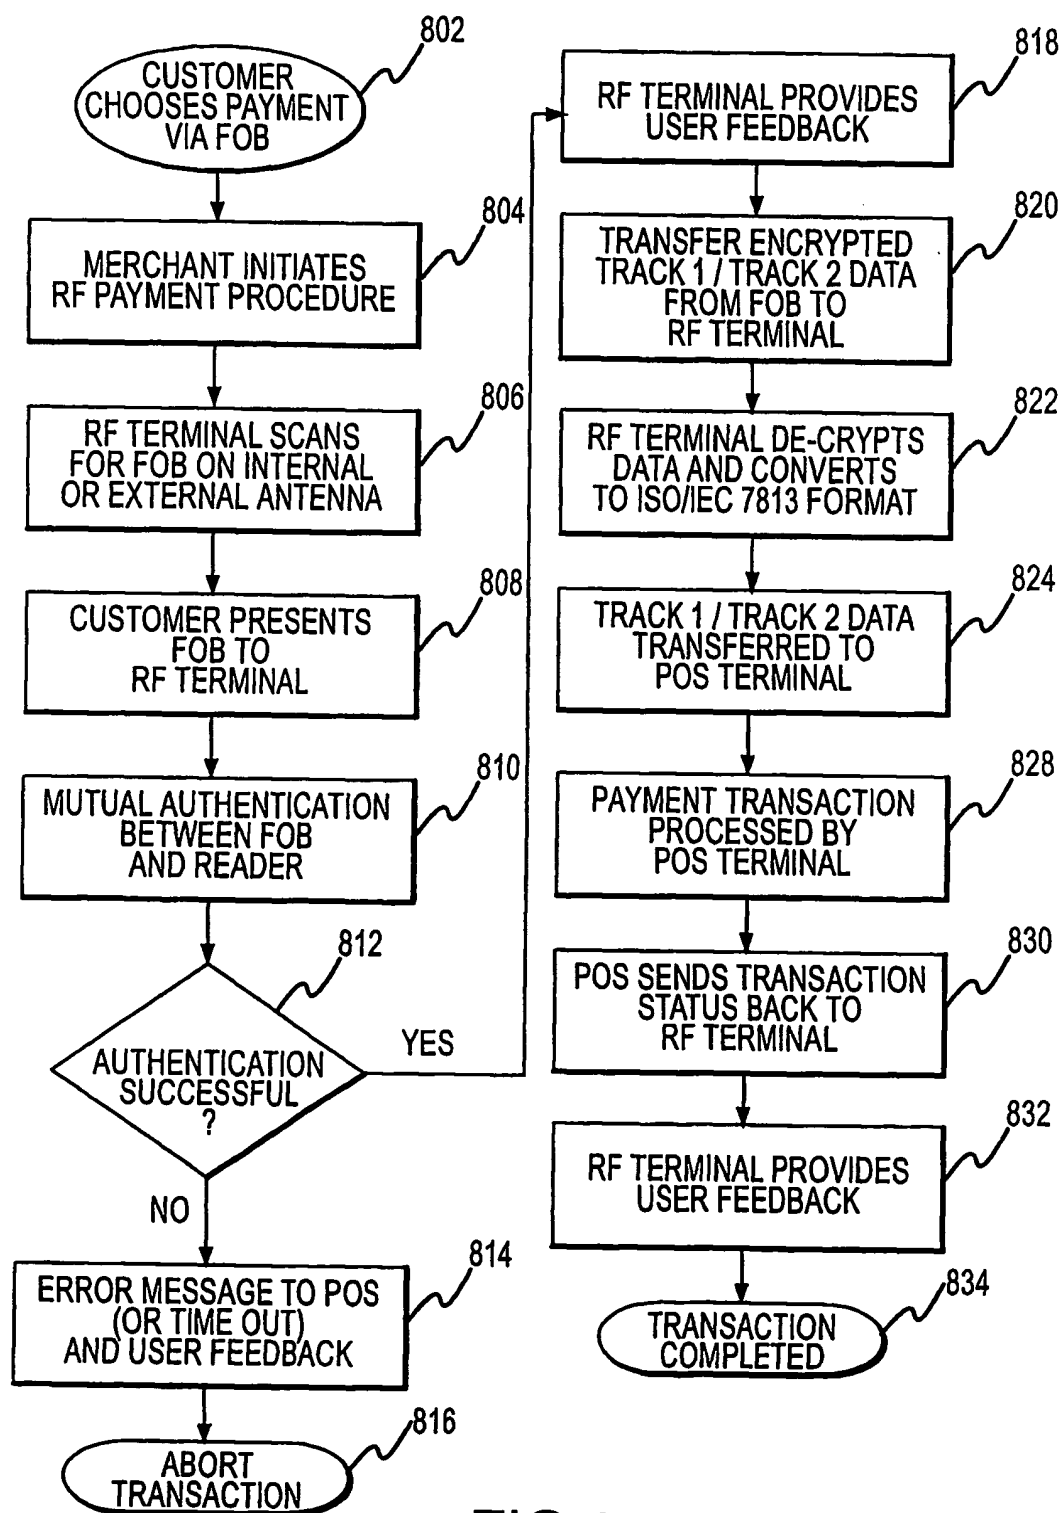 802
CUSTOMER
CHOOSES PAYMENT
VIA FOB
804
MERCHANT INITIATES
RF PAYMENT PROCEDURE
806
RF TERMINAL SCANS
FOR FOB ON INTERNAL
OR EXTERNAL ANTENNA
808
CUSTOMER PRESENTS
FOB TO
RF TERMINAL
810
MUTUAL AUTHENTICATION
BETWEEN FOB
AND READER
812
AUTHENTICATION
SUCCESSFUL
?
YES
NO
814
ERROR MESSAGE TO POS
(OR TIME OUT)
AND USER FEEDBACK
816
ABORT
TRANSACTION
818
RF TERMINAL PROVIDES
USER FEEDBACK
820
TRANSFER ENCRYPTED
TRACK 1 / TRACK 2 DATA
FROM FOB TO
RF TERMINAL
822
RF TERMINAL DE-CRYPTS
DATA AND CONVERTS
TO ISO/IEC 7813 FORMAT
824
TRACK 1 / TRACK 2 DATA
TRANSFERRED TO
POS TERMINAL
828
PAYMENT TRANSACTION
PROCESSED BY
POS TERMINAL
830
POS SENDS TRANSACTION
STATUS BACK TO
RF TERMINAL
832
RF TERMINAL PROVIDES
USER FEEDBACK
834
TRANSACTION
COMPLETED